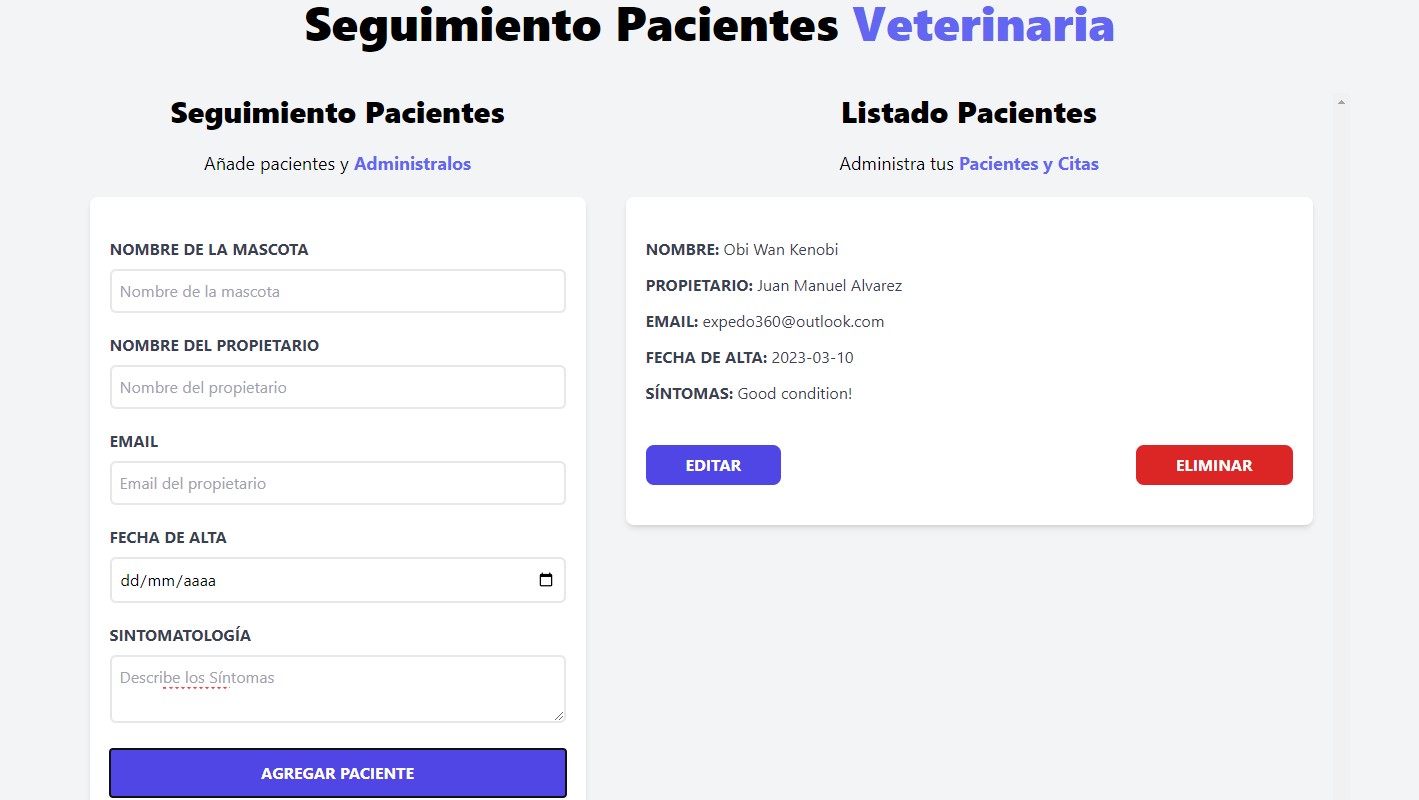 Seguimiento Pacientes Veterinaria
Seguimiento Pacientes
Añade pacientes y Administralos
NOMBRE DE LA MASCOTA
Nombre de la mascota
NOMBRE DEL PROPIETARIO
Nombre del propietario
EMAIL
Email del propietario
FECHA DE ALTA
dd/mm/aaaa
SINTOMATOLOGÍA
Describe los Síntomas
AGREGAR PACIENTE
Listado Pacientes
Administra tus Pacientes y Citas
NOMBRE: Obi Wan Kenobi
PROPIETARIO: Juan Manuel Alvarez
EMAIL: expedo360@outlook.com
FECHA DE ALTA: 2023-03-10
SÍNTOMAS: Good condition!
EDITAR
ELIMINAR